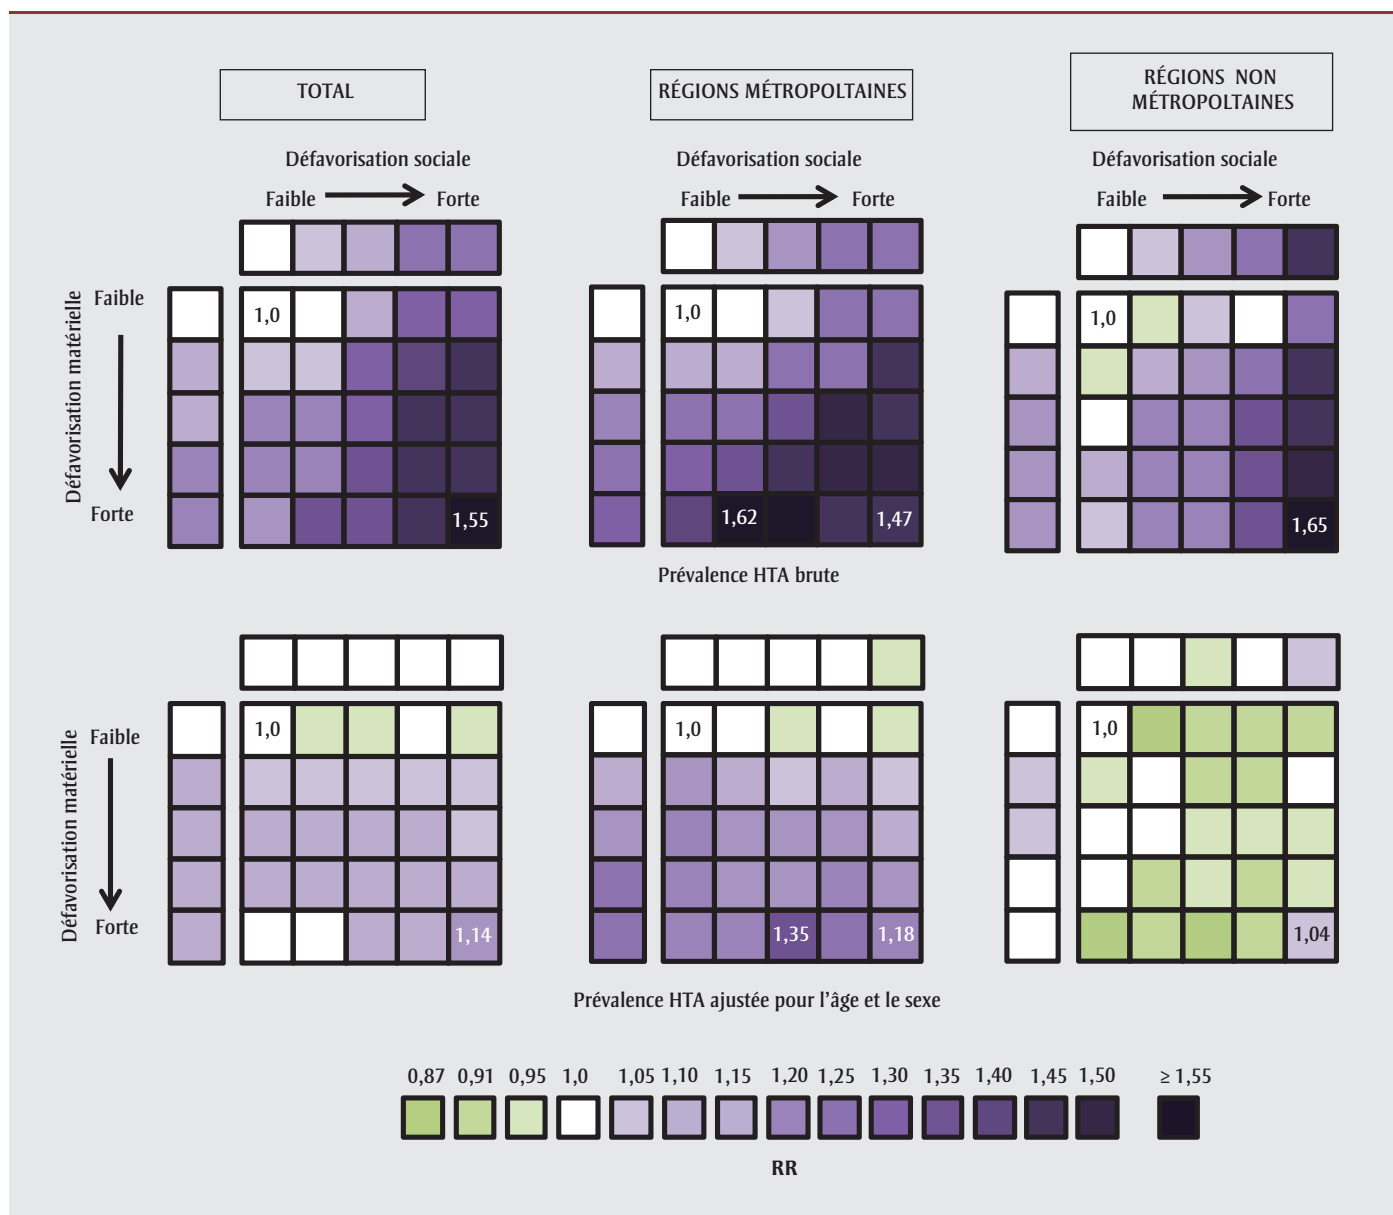 TOTAL
RÉGIONS MÉTROPOLTAINES
RÉGIONS NON
MÉTROPOLTAINES
Défavorisation sociale
Défavorisation sociale
Défavorisation sociale
Faible
Forte
Faible
Forte
Faible
Forte
Défavorisation matérielle
Faible
Forte
1,0
1,55
1,0
1,62
1,47
1,0
1,65
Prévalence HTA brute
Défavorisation matérielle
Faible
Forte
1,0
1,14
1,0
1,35
1,18
1,0
1,04
Prévalence HTA ajustée pour l’âge et le sexe
0,87 0,91 0,95 1,0 1,05 1,10 1,15 1,20 1,25 1,30 1,35 1,40 1,45 1,50 ≥ 1,55
RR